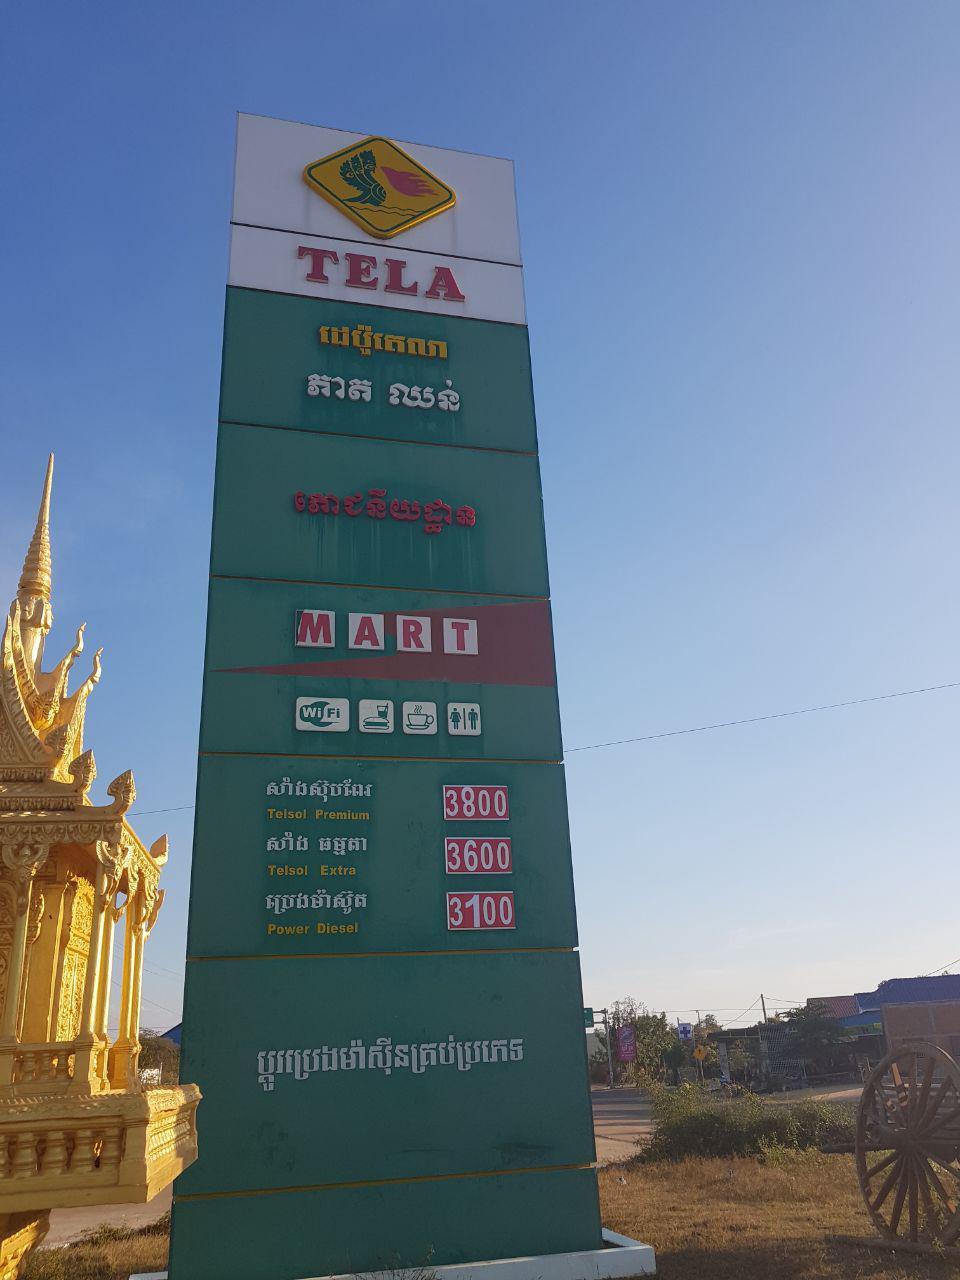 TELA
ដេប៉ូតេលា
ភាត ឈន់
ភោជនីយដ្ឋាន
MART
WiFi
សាំងស៊ុបពែរ 3800
Telsol Premium
សាំង ធម្មតា 3600
Telsol Extra
ប្រេងម៉ាស៊ូត 3100
Power Diesel
ប្តូរប្រេងម៉ាស៊ីនគ្រប់ប្រភេទ